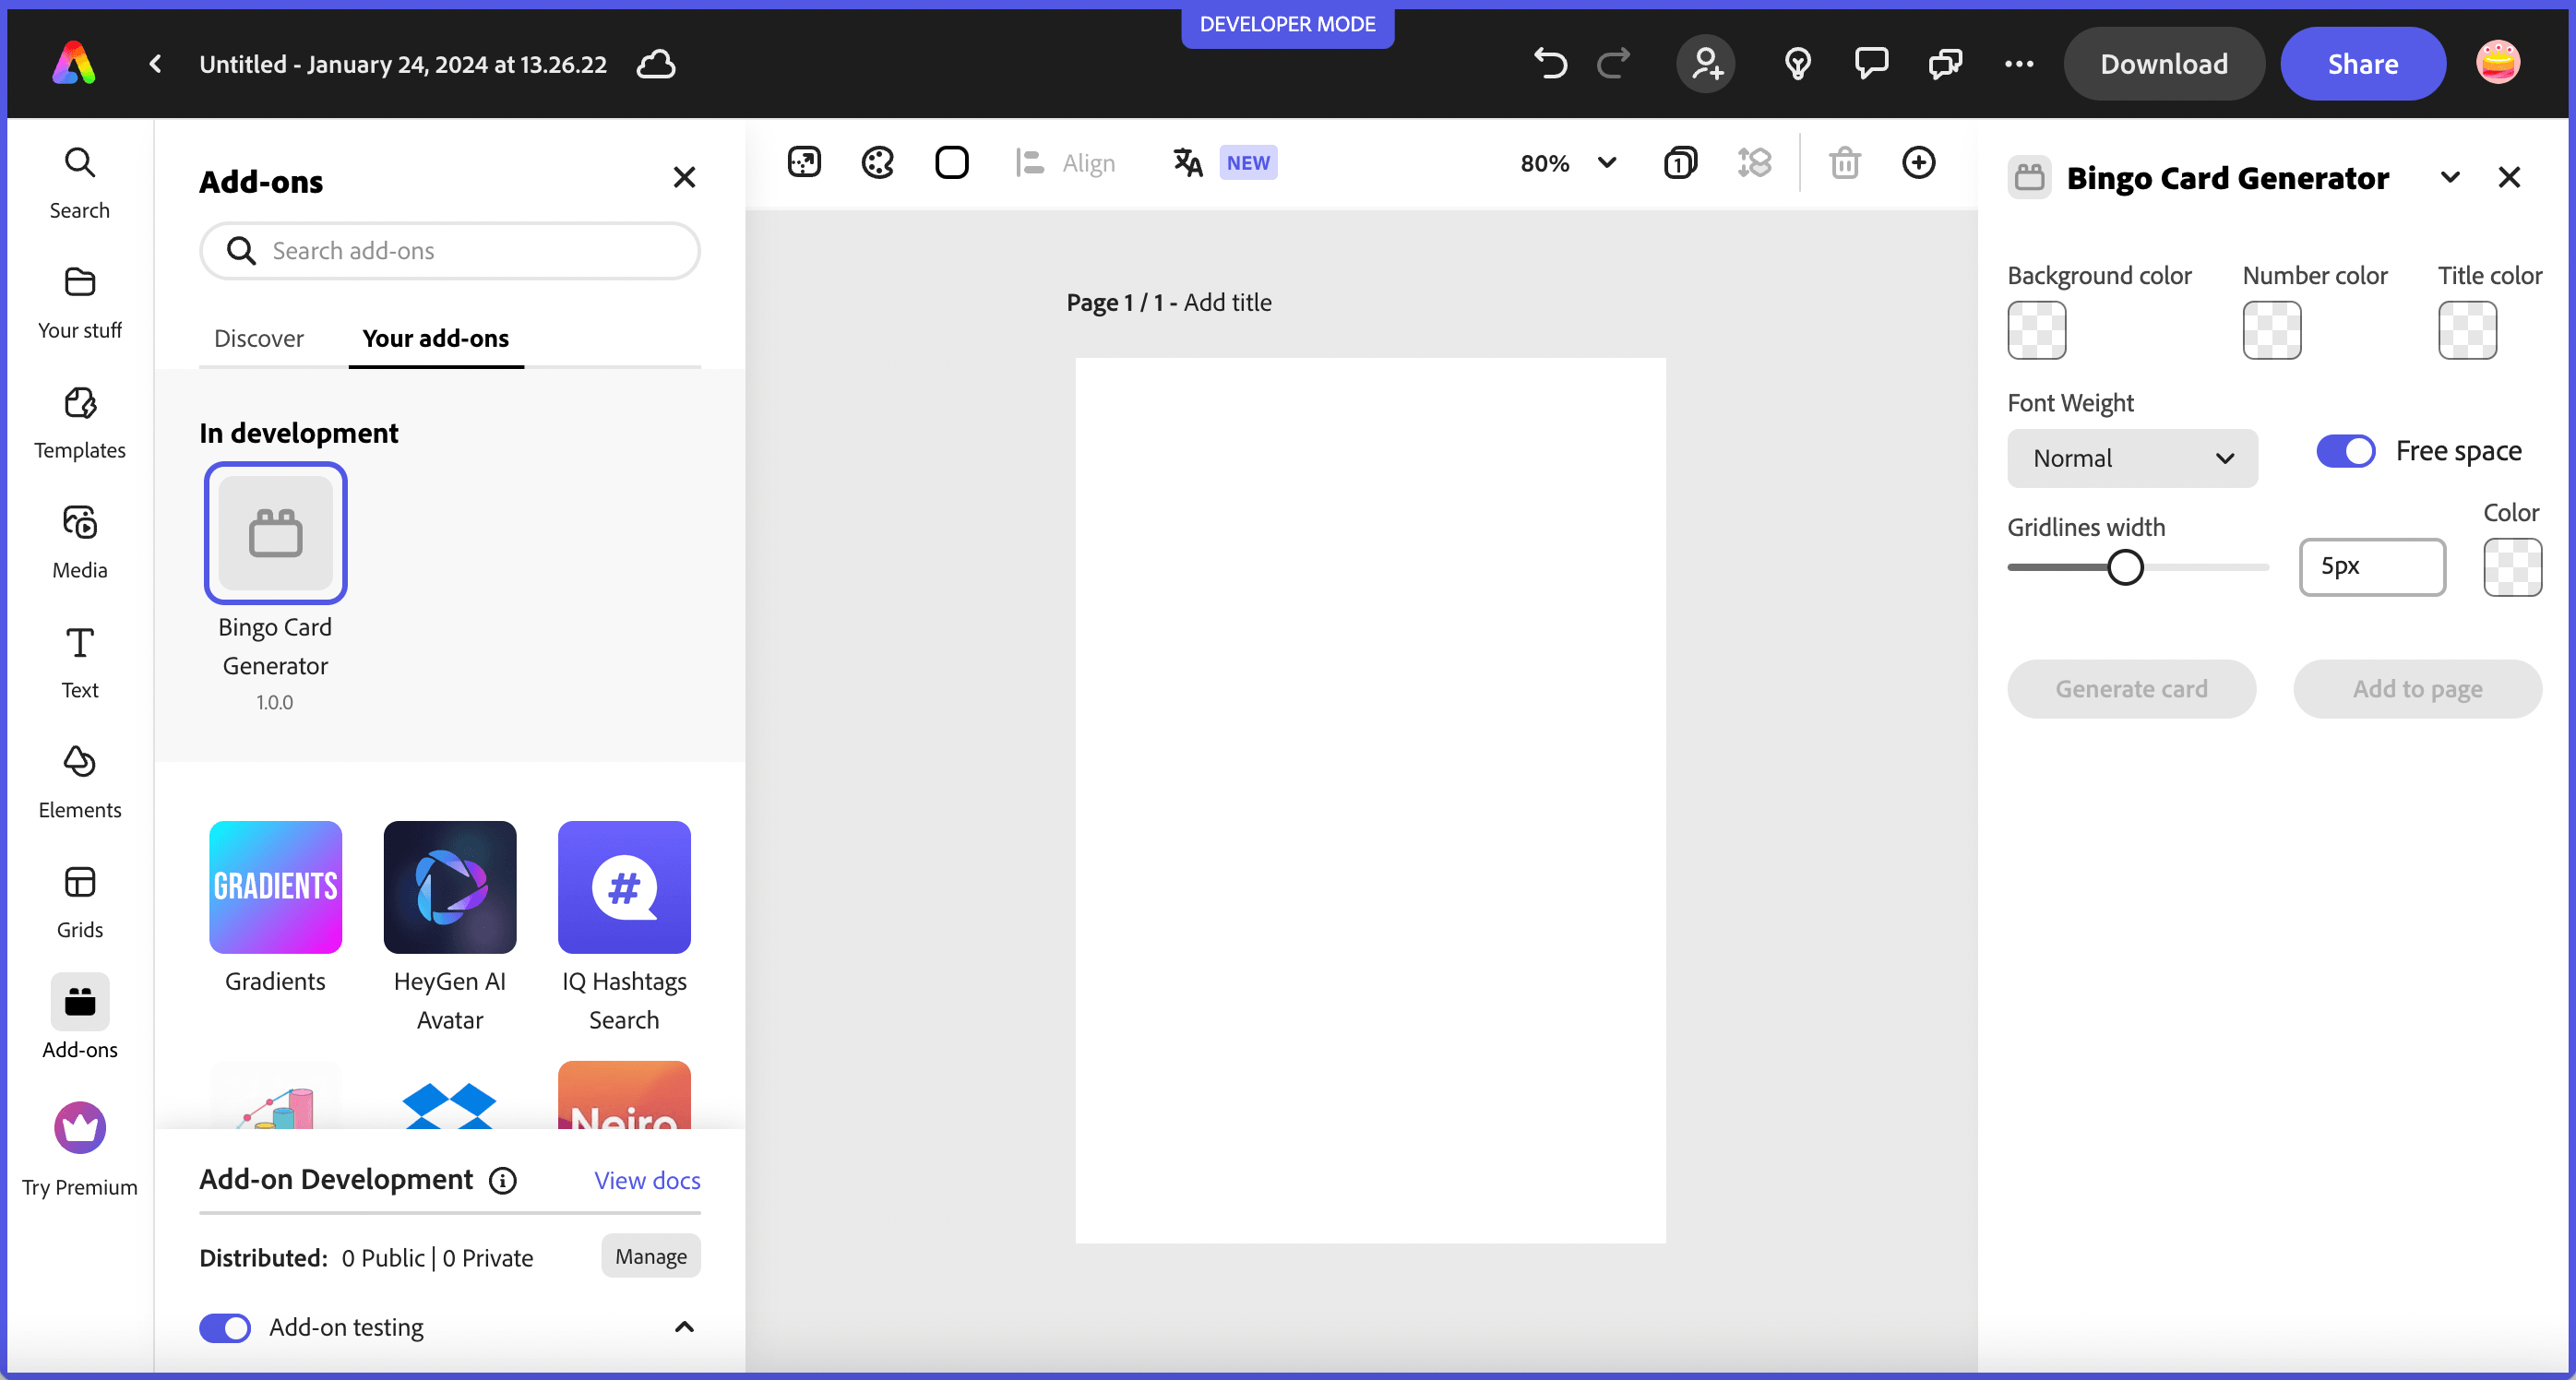 DEVELOPER MODE
Untitled - January 24, 2024 at 13.26.22
Download
Share
Search
Your stuff
Templates
Media
Text
Elements
Grids
Add-ons
Try Premium
Add-ons
Search add-ons
Discover
Your add-ons
In development
Bingo Card
Generator
1.0.0
GRADIENTS
Gradients
HeyGen AI
Avatar
#
IQ Hashtags
Search
Neiro
Add-on Development
View docs
Distributed: 0 Public | 0 Private
Manage
Add-on testing
Align
NEW
80%
1
Page 1 / 1 - Add title
Bingo Card Generator
Background color
Number color
Title color
Font Weight
Normal
Free space
Gridlines width
5px
Color
Generate card
Add to page